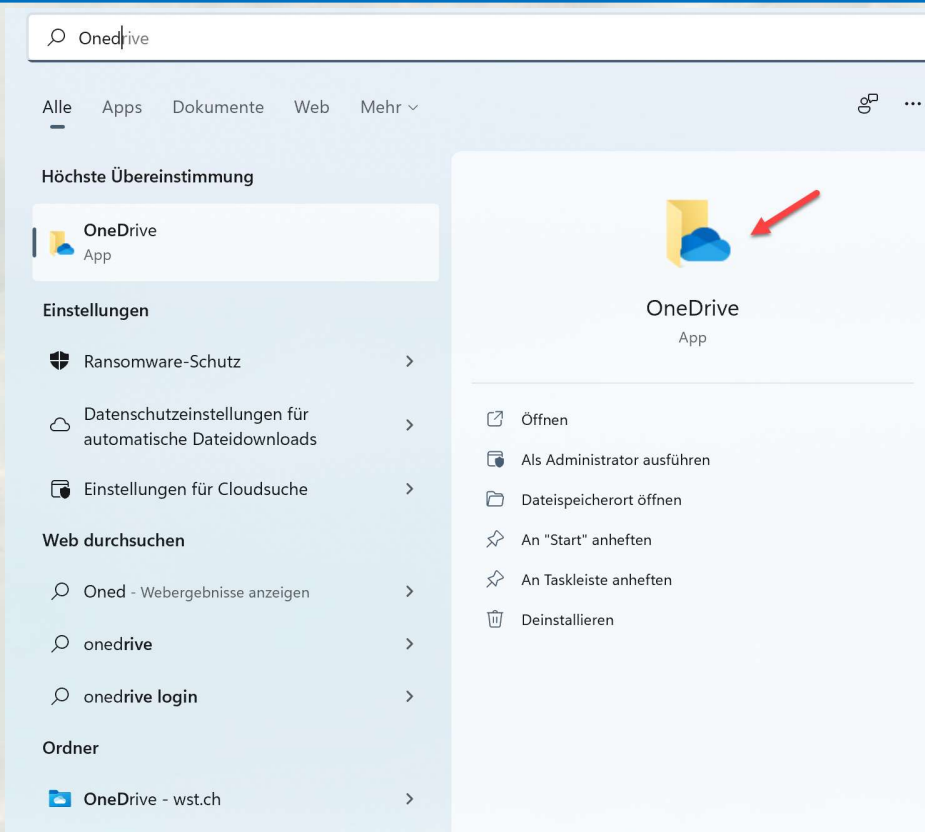 Onedrive
Alle Apps Dokumente Web Mehr
Höchste Übereinstimmung
OneDrive
App
Einstellungen
Ransomware-Schutz
Datenschutzeinstellungen für
automatische Dateidownloads
Einstellungen für Cloudsuche
Web durchsuchen
Oned - Webergebnisse anzeigen
onedrive
onedrive login
Ordner
OneDrive - wst.ch
OneDrive
App
Öffnen
Als Administrator ausführen
Dateispeicherort öffnen
An "Start" anheften
An Taskleiste anheften
Deinstallieren